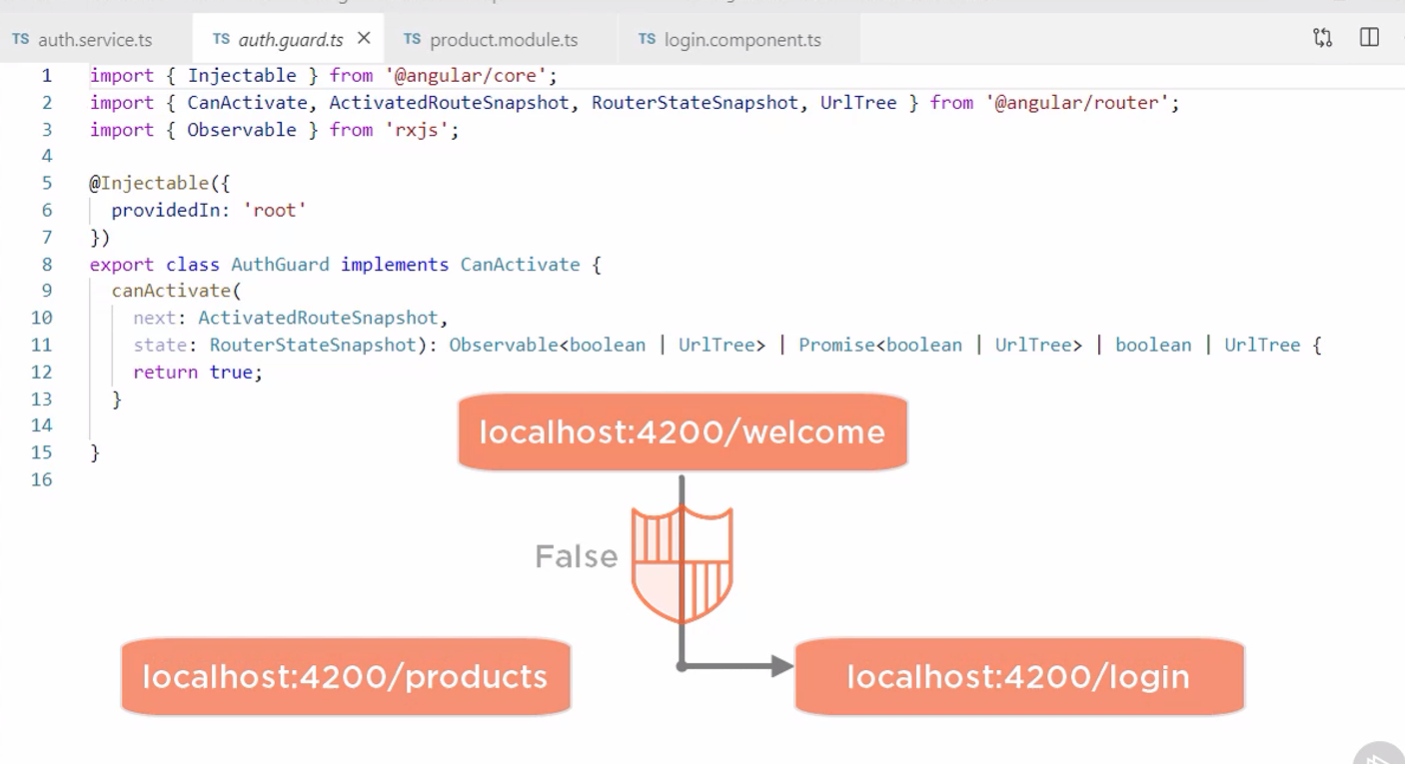 TS auth.service.ts TS auth.guard.ts × TS product.module.ts TS login.component.ts
1 import { Injectable } from '@angular/core';
2 import { CanActivate, ActivatedRouteSnapshot, RouterStateSnapshot, UrlTree } from '@angular/router';
3 import { Observable } from 'rxjs';
4
5 @Injectable({
6   providedIn: 'root'
7 })
8 export class AuthGuard implements CanActivate {
9   canActivate(
10     next: ActivatedRouteSnapshot,
11     state: RouterStateSnapshot): Observable<boolean | UrlTree> | Promise<boolean | UrlTree> | boolean | UrlTree {
12     return true;
13   }
14
15 }
16
localhost:4200/welcome
False
localhost:4200/products
localhost:4200/login